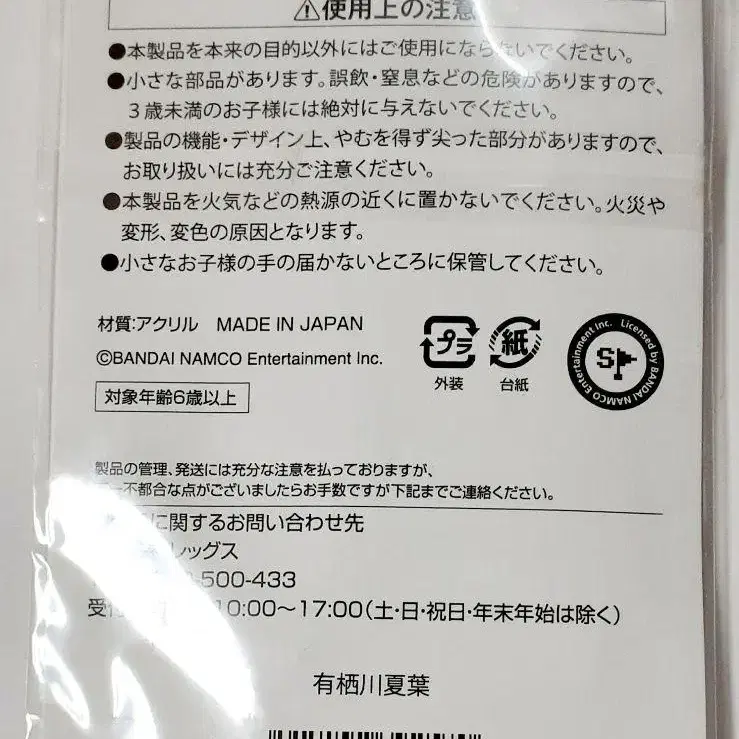 ⚠使用上の注意
●本製品を本来の目的以外にはご使用にならないでください。
●小さな部品があります。誤飲・窒息などの危険がありますので、
３歳未満のお子様には絶対に与えないでください。
●製品の機能・デザイン上、やむを得ず尖った部分がありますので、
お取り扱いには充分ご注意ください。
●本製品を火気などの熱源の近くに置かないでください。火災や
変形、変色の原因となります。
●小さなお子様の手の届かないところに保管してください。
材質:アクリル MADE IN JAPAN
©BANDAI NAMCO Entertainment Inc.
対象年齢6歳以上
プラ
外装
紙
台紙
Licensed by BANDAI NAMCO Entertainment Inc.
製品の管理、発送には充分な注意を払っておりますが、
不都合な点がございましたらお手数ですが下記までご連絡ください。
に関するお問い合わせ先
レッグス
-500-433
受付 10:00〜17:00(土・日・祝日・年末年始は除く)
有栖川夏葉